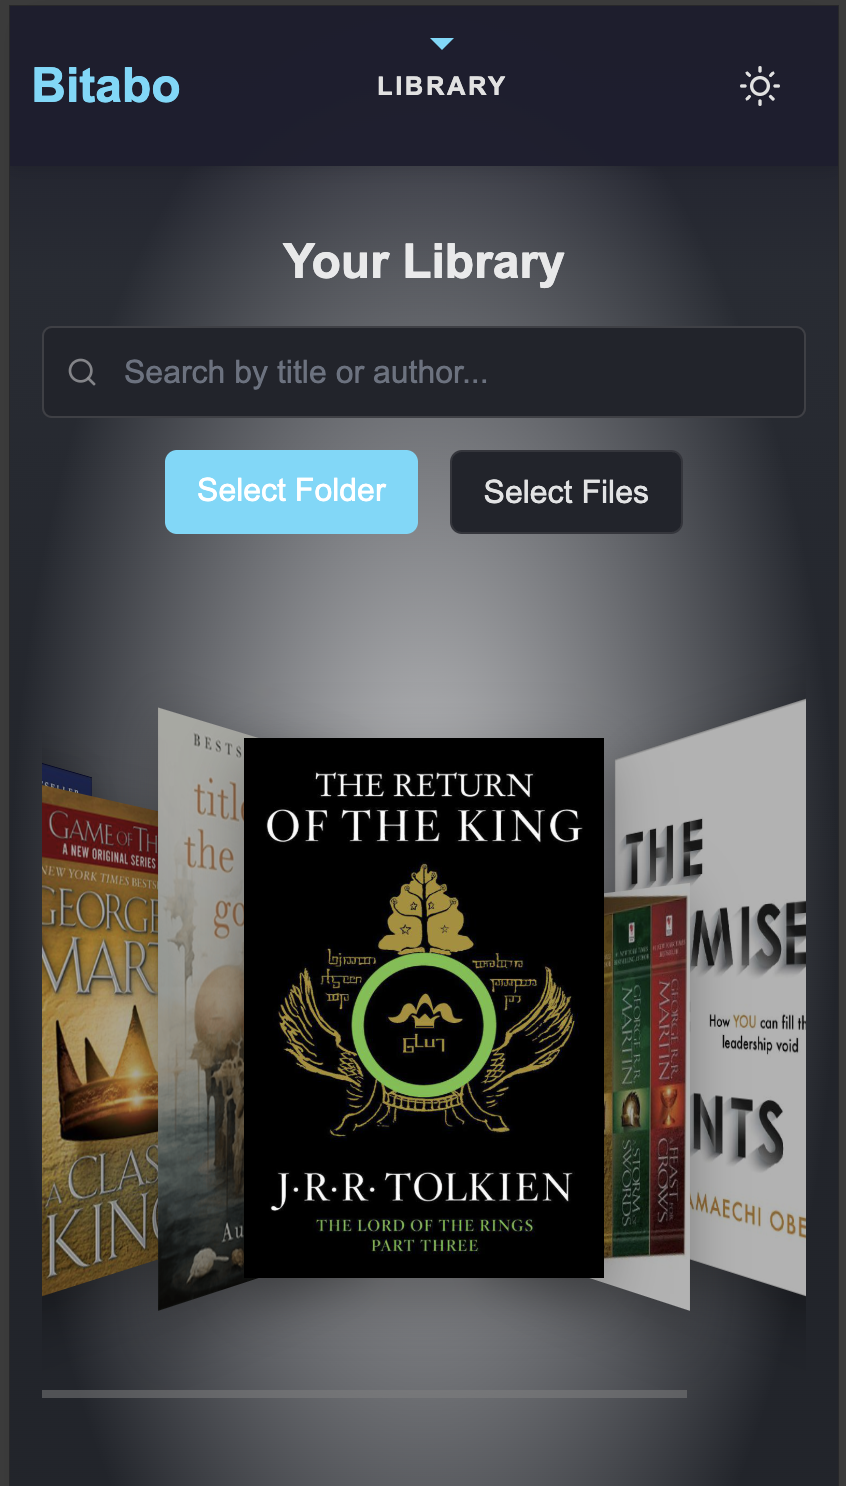 Bitabo
LIBRARY
Your Library
Search by title or author...
Select Folder
Select Files
GAME OF
A NEW ORIGINAL SERIES
NEW YORK TIMES
GEORGE
MART
A CLAS
KING
BESTS
title
the
go
Au
THE RETURN
OF THE KING
J·R·R· TOLKIEN
THE LORD OF THE RINGS
PART THREE
GEORGE R.R.
MARTIN
STORM OF
SWORDS
GEORGE R.R.
MARTIN
A FEAST FOR
CROWS
THE
MISE
How YOU can fill th
leadership void
NTS
AMAECHI OBE